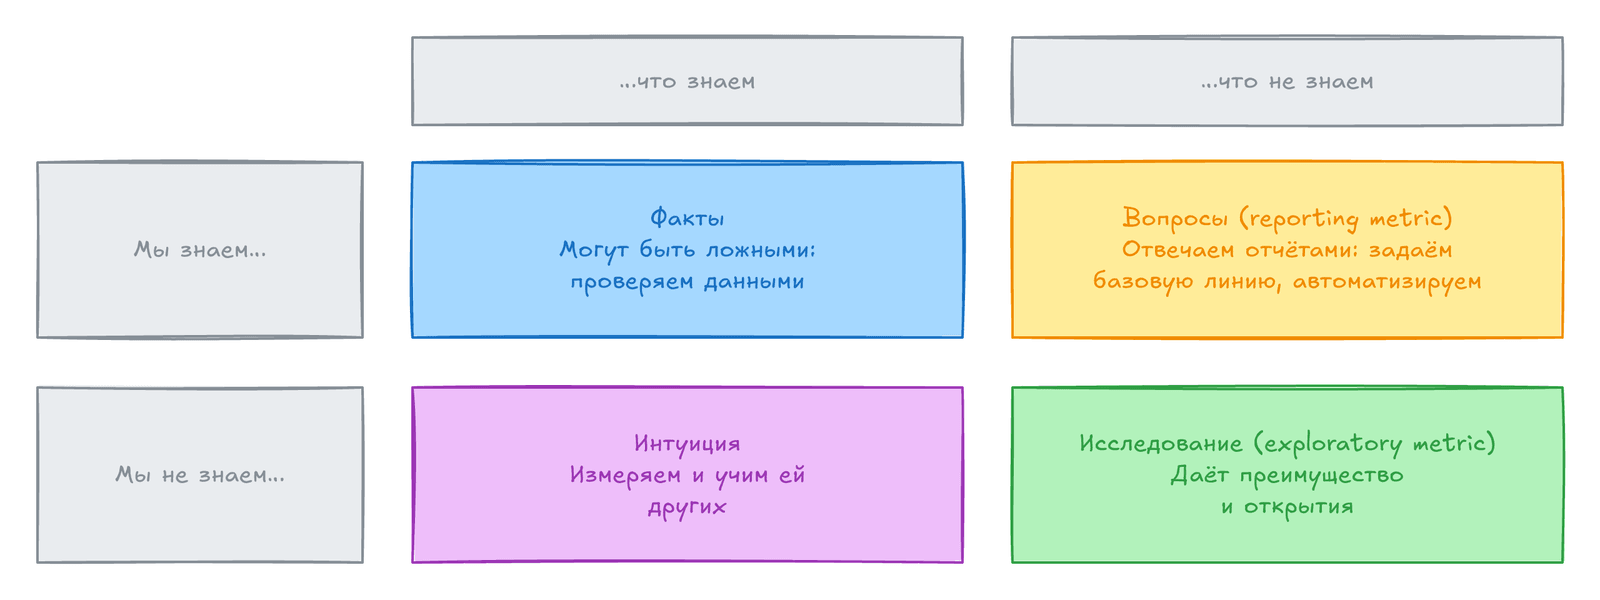 ...что знаем
...что не знаем
Мы знаем...
Факты
Могут быть ложными:
проверяем данными
Вопросы (reporting metric)
Отвечаем отчётами: задаём
базовую линию, автоматизируем
Мы не знаем...
Интуиция
Измеряем и учим ей
других
Исследование (exploratory metric)
Даёт преимущество
и открытия